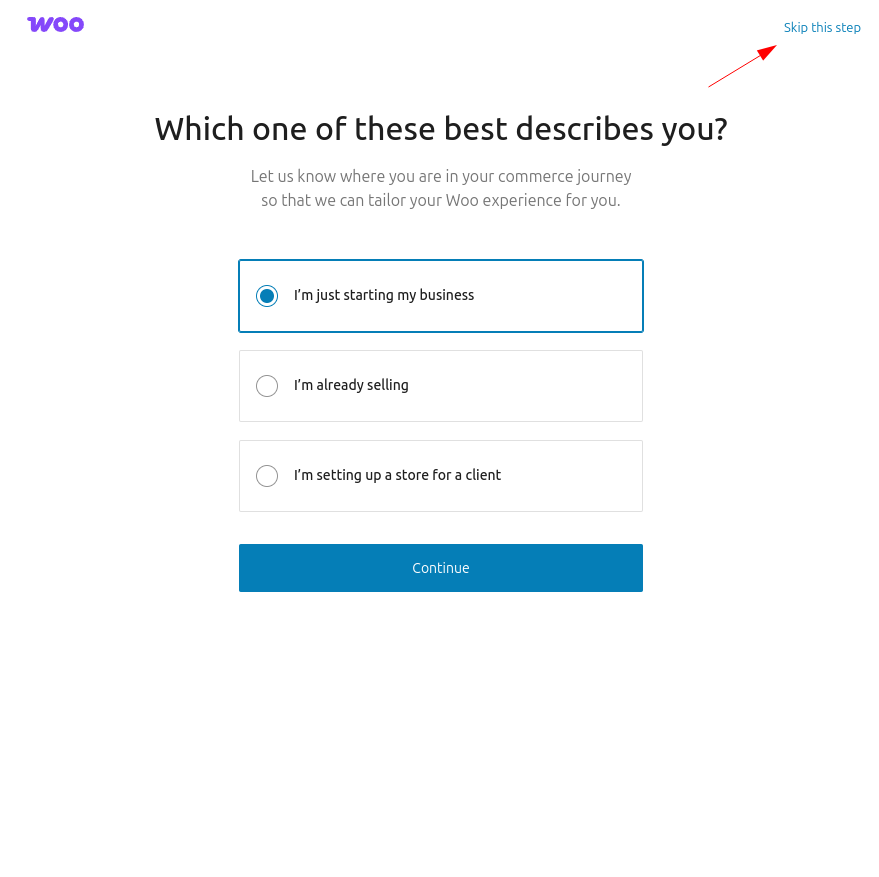 woo
Skip this step
Which one of these best describes you?
Let us know where you are in your commerce journey
so that we can tailor your Woo experience for you.
I’m just starting my business
I’m already selling
I’m setting up a store for a client
Continue